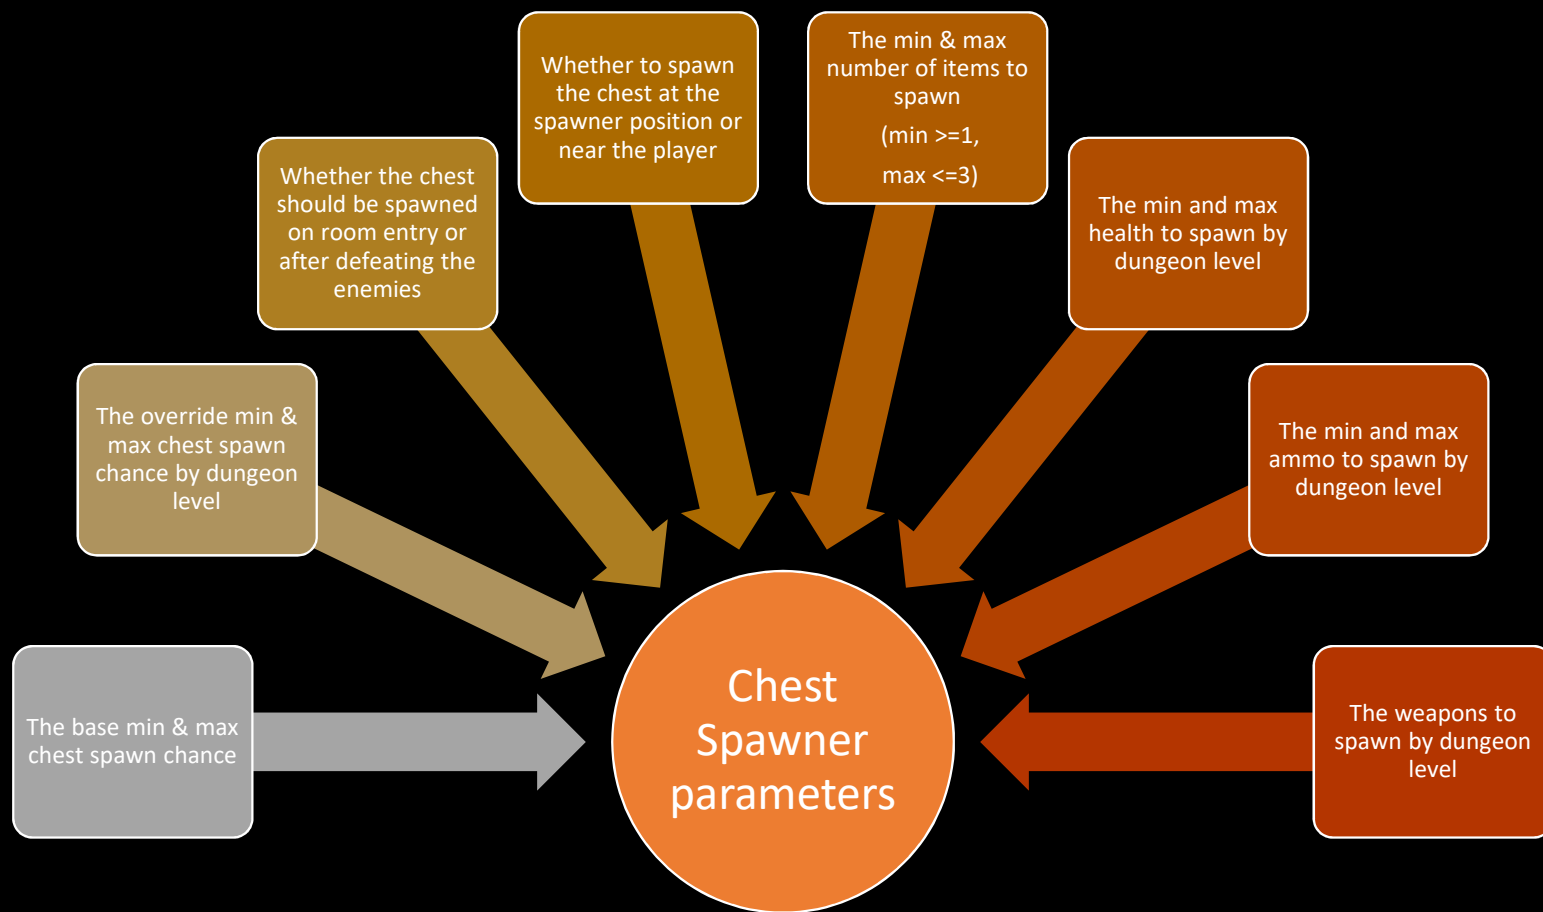 The base min & max
chest spawn chance
The override min &
max chest spawn
chance by dungeon
level
Whether the chest
should be spawned
on room entry or
after defeating the
enemies
Whether to spawn
the chest at the
spawner position or
near the player
The min & max
number of items to
spawn
(min >=1,
max <=3)
The min and max
health to spawn by
dungeon level
The min and max
ammo to spawn by
dungeon level
The weapons to
spawn by dungeon
level
Chest
Spawner
parameters